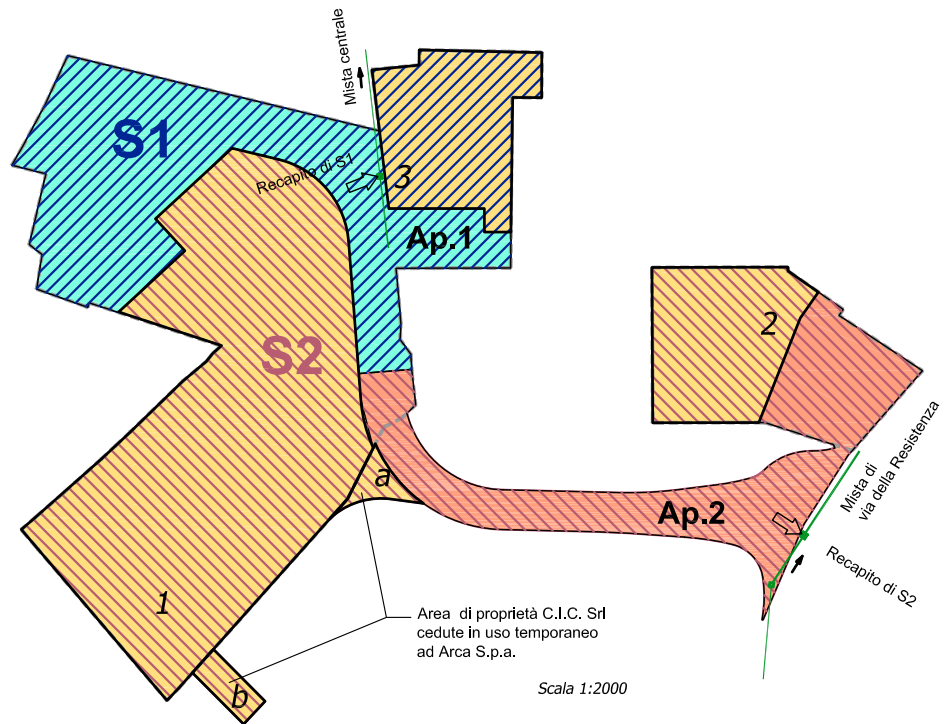 Mista centrale
S1
Recapito di S1
3
Ap.1
2
S2
a
Ap.2
Mista di
via della Resistenza
Recapito di S2
1
Area di proprietà C.I.C. Srl
cedute in uso temporaneo
ad Arca S.p.a.
b
Scala 1:2000